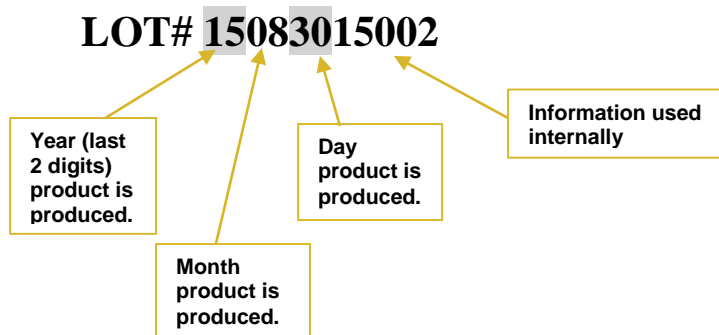 LOT# 15083015002
Year (last
2 digits)
product is
produced.
Month
product is
produced.
Day
product is
produced.
Information used
internally